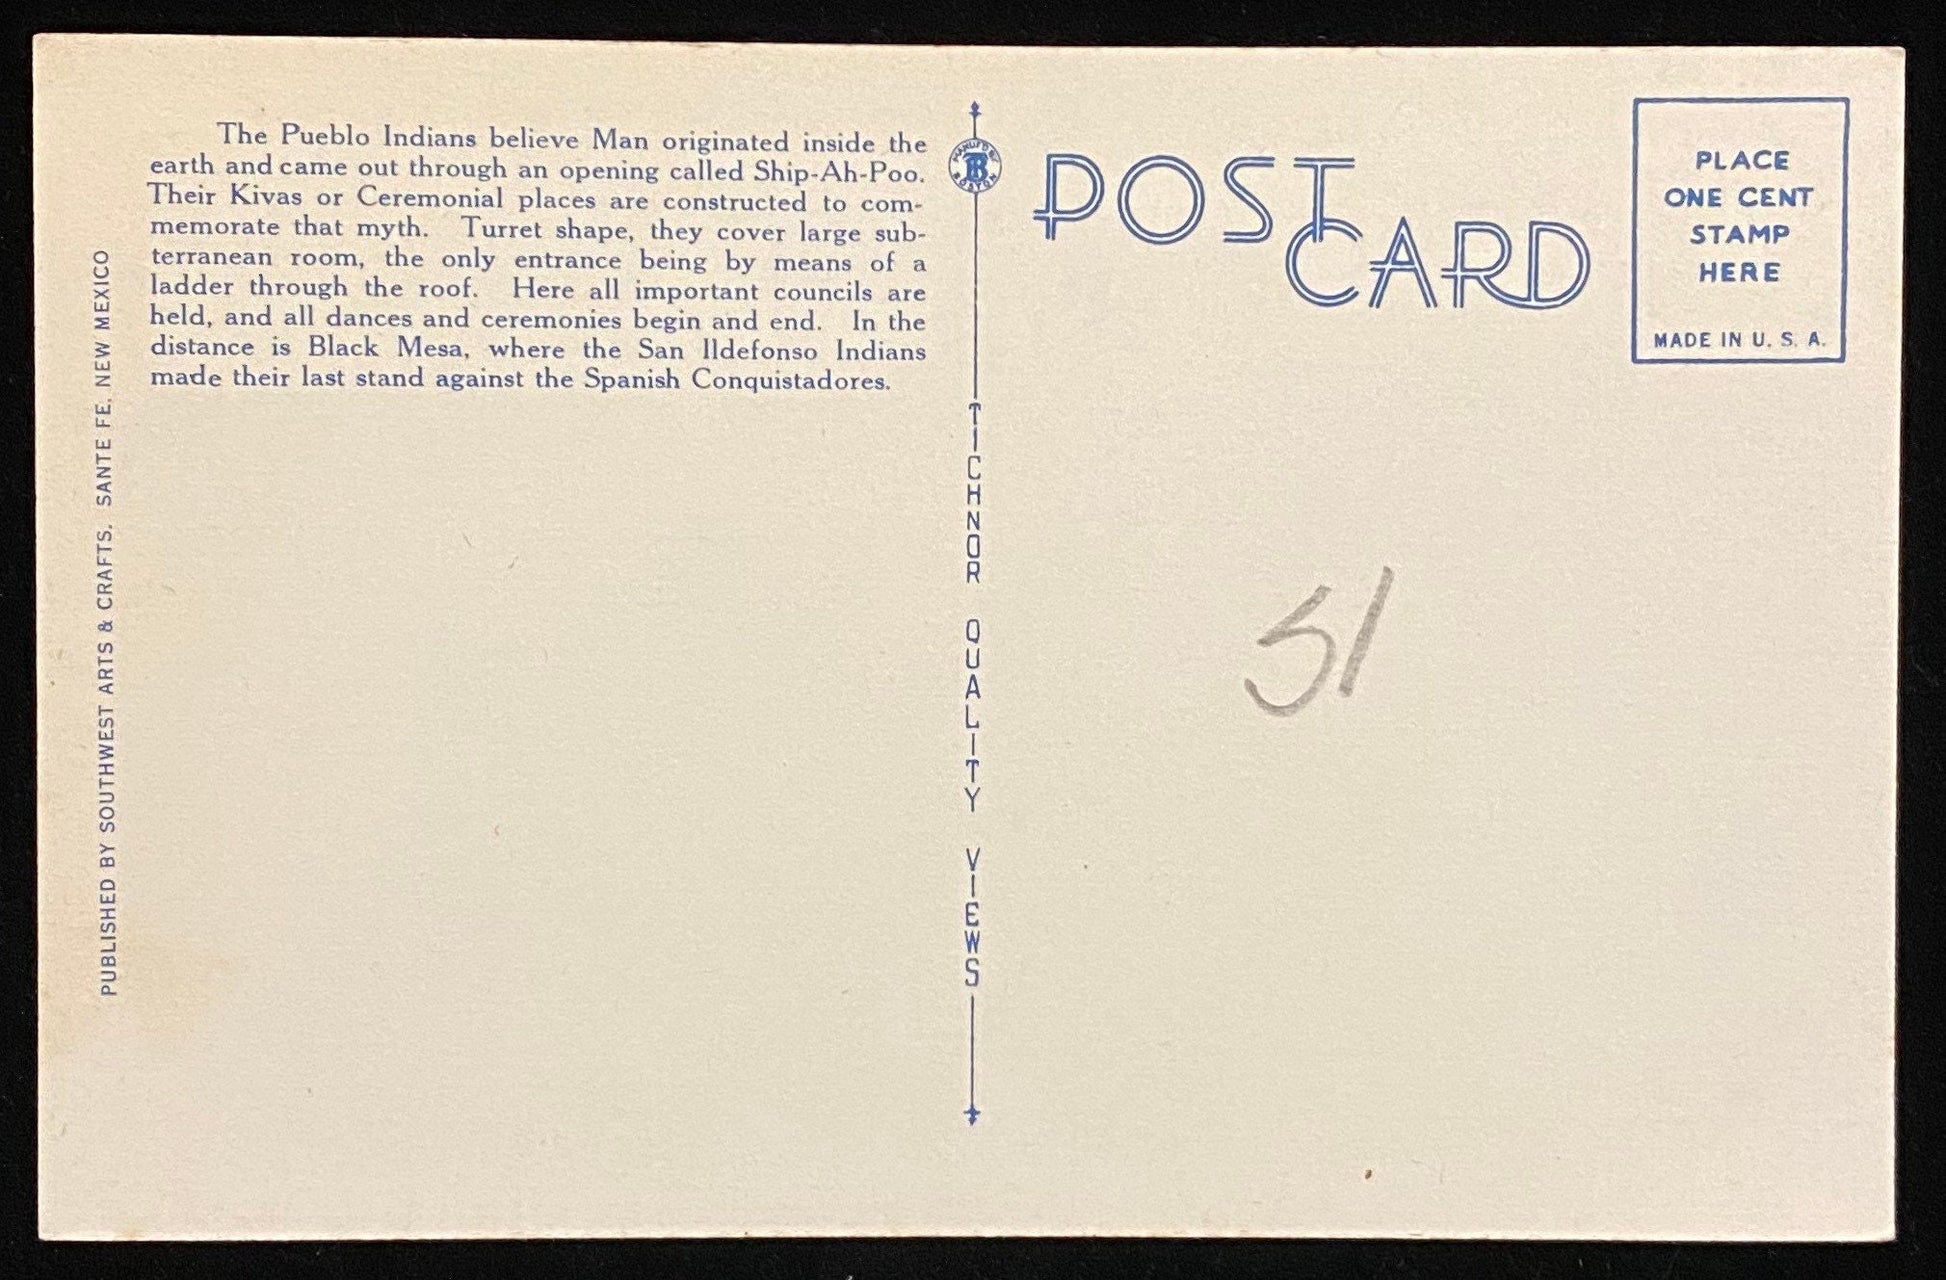 The Pueblo Indians believe Man originated inside the
earth and came out through an opening called Ship-Ah-Poo.
Their Kivas or Ceremonial places are constructed to com-
memorate that myth. Turret shape, they cover large sub-
terranean room, the only entrance being by means of a
ladder through the roof. Here all important councils are
held, and all dances and ceremonies begin and end. In the
distance is Black Mesa, where the San Ildefonso Indians
made their last stand against the Spanish Conquistadores.
PUBLISHED BY SOUTHWEST ARTS & CRAFTS, SANTE FE, NEW MEXICO
MANUF'D BY
TB
BOSTON
TICHNOR QUALITY VIEWS
POST
CARD
PLACE
ONE CENT
STAMP
HERE
MADE IN U. S. A.
51